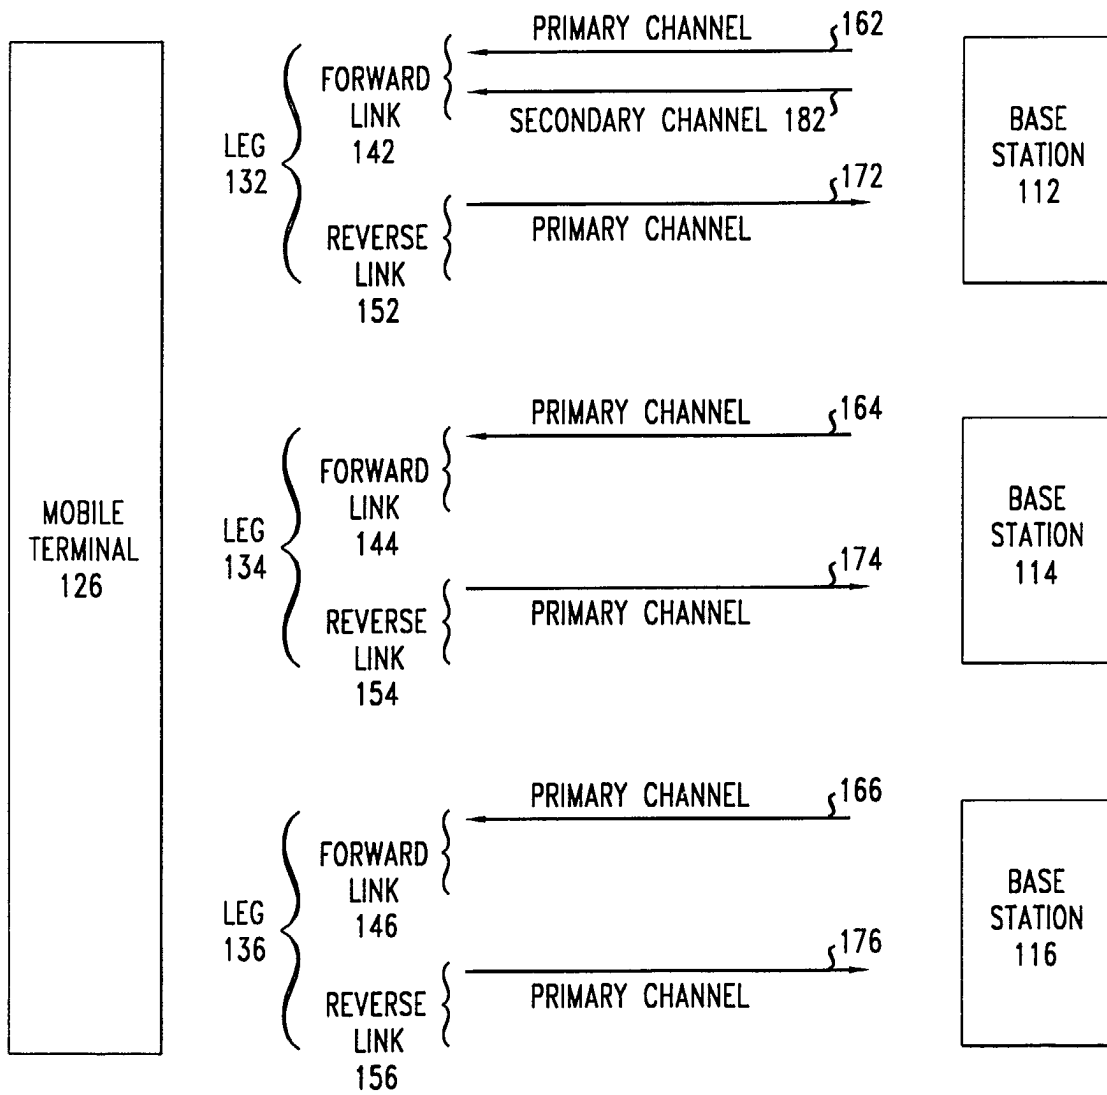 MOBILE
TERMINAL
126
LEG
132
FORWARD
LINK
142
PRIMARY CHANNEL 162
SECONDARY CHANNEL 182
REVERSE
LINK
152
172
PRIMARY CHANNEL
BASE
STATION
112
LEG
134
FORWARD
LINK
144
PRIMARY CHANNEL 164
REVERSE
LINK
154
174
PRIMARY CHANNEL
BASE
STATION
114
LEG
136
FORWARD
LINK
146
PRIMARY CHANNEL 166
REVERSE
LINK
156
176
PRIMARY CHANNEL
BASE
STATION
116